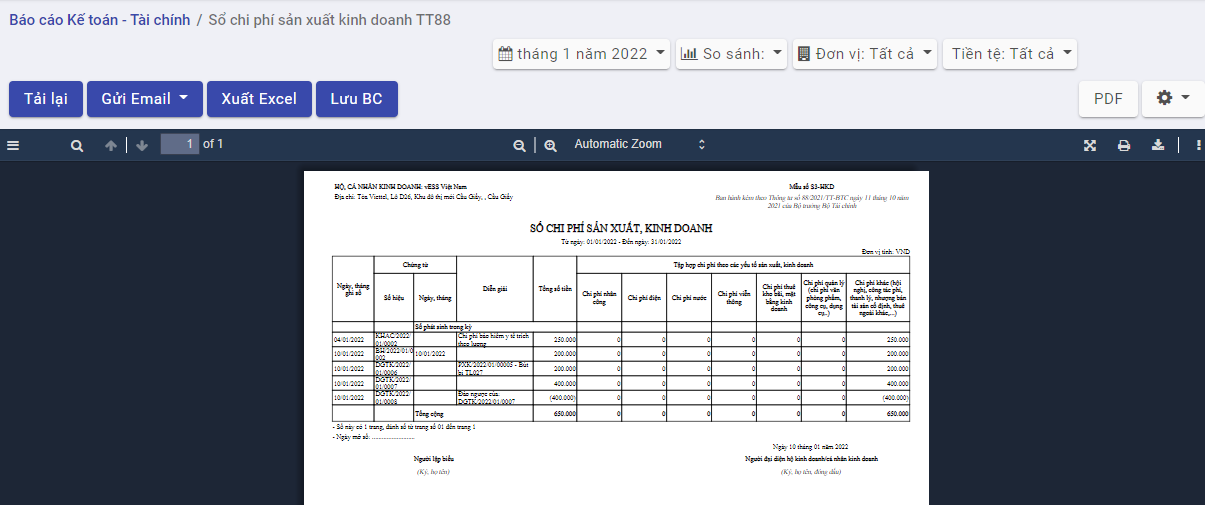 Báo cáo Kế toán - Tài chính / Sổ chi phí sản xuất kinh doanh TT88
tháng 1 năm 2022 So sánh: Đơn vị: Tất cả Tiền tệ: Tất cả
Tải lại Gửi Email Xuất Excel Lưu BC PDF
1 of 1 Automatic Zoom
HỘ, CÁ NHÂN KINH DOANH: vESS Việt Nam Mẫu số S3-HKD
Địa chỉ: Tòa Viettel, Lô D26, Khu đô thị mới Cầu Giấy, , Cầu Giấy Ban hành kèm theo Thông tư số 88/2021/TT-BTC ngày 11 tháng 10 năm
2021 của Bộ trưởng Bộ Tài chính
SỔ CHI PHÍ SẢN XUẤT, KINH DOANH
Từ ngày: 01/01/2022 - Đến ngày: 31/01/2022
Đơn vị tính: VND
Ngày, tháng ghi sổ Chứng từ Diễn giải Tổng số tiền Tập hợp chi phí theo các yếu tố sản xuất, kinh doanh
Số hiệu Ngày, tháng Chi phí nhân công Chi phí điện Chi phí nước Chi phí viễn thông Chi phí thuê kho bãi, mặt bằng kinh doanh Chi phí quản lý (chi phí văn phòng phẩm, công cụ, dụng cụ..) Chi phí khác (hội nghị, công tác phí, thanh lý, nhượng bán tài sản cố định, thuê ngoài khác,...)
Số phát sinh trong kỳ
04/01/2022 KHAC/2022/01/0002 Chi phí bảo hiểm y tế trích theo lương 250.000 0 0 0 0 0 0 250.000
10/01/2022 BH/2022/01/0002 10/01/2022 200.000 0 0 0 0 0 0 200.000
10/01/2022 DGTK/2022/01/0006 PXK/2022/01/00005 - Bút bi TL027 200.000 0 0 0 0 0 0 200.000
10/01/2022 DGTK/2022/01/0007 400.000 0 0 0 0 0 0 400.000
10/01/2022 DGTK/2022/01/0008 Đảo ngược của: DGTK/2022/01/0007 (400.000) 0 0 0 0 0 0 (400.000)
Tổng cộng 650.000 0 0 0 0 0 0 650.000
- Sổ này có 1 trang, đánh số từ trang số 01 đến trang 1
- Ngày mở sổ: ........................
Ngày 10 tháng 01 năm 2022
Người lập biểu Người đại diện hộ kinh doanh/cá nhân kinh doanh
(Ký, họ tên) (Ký, họ tên, đóng dấu)